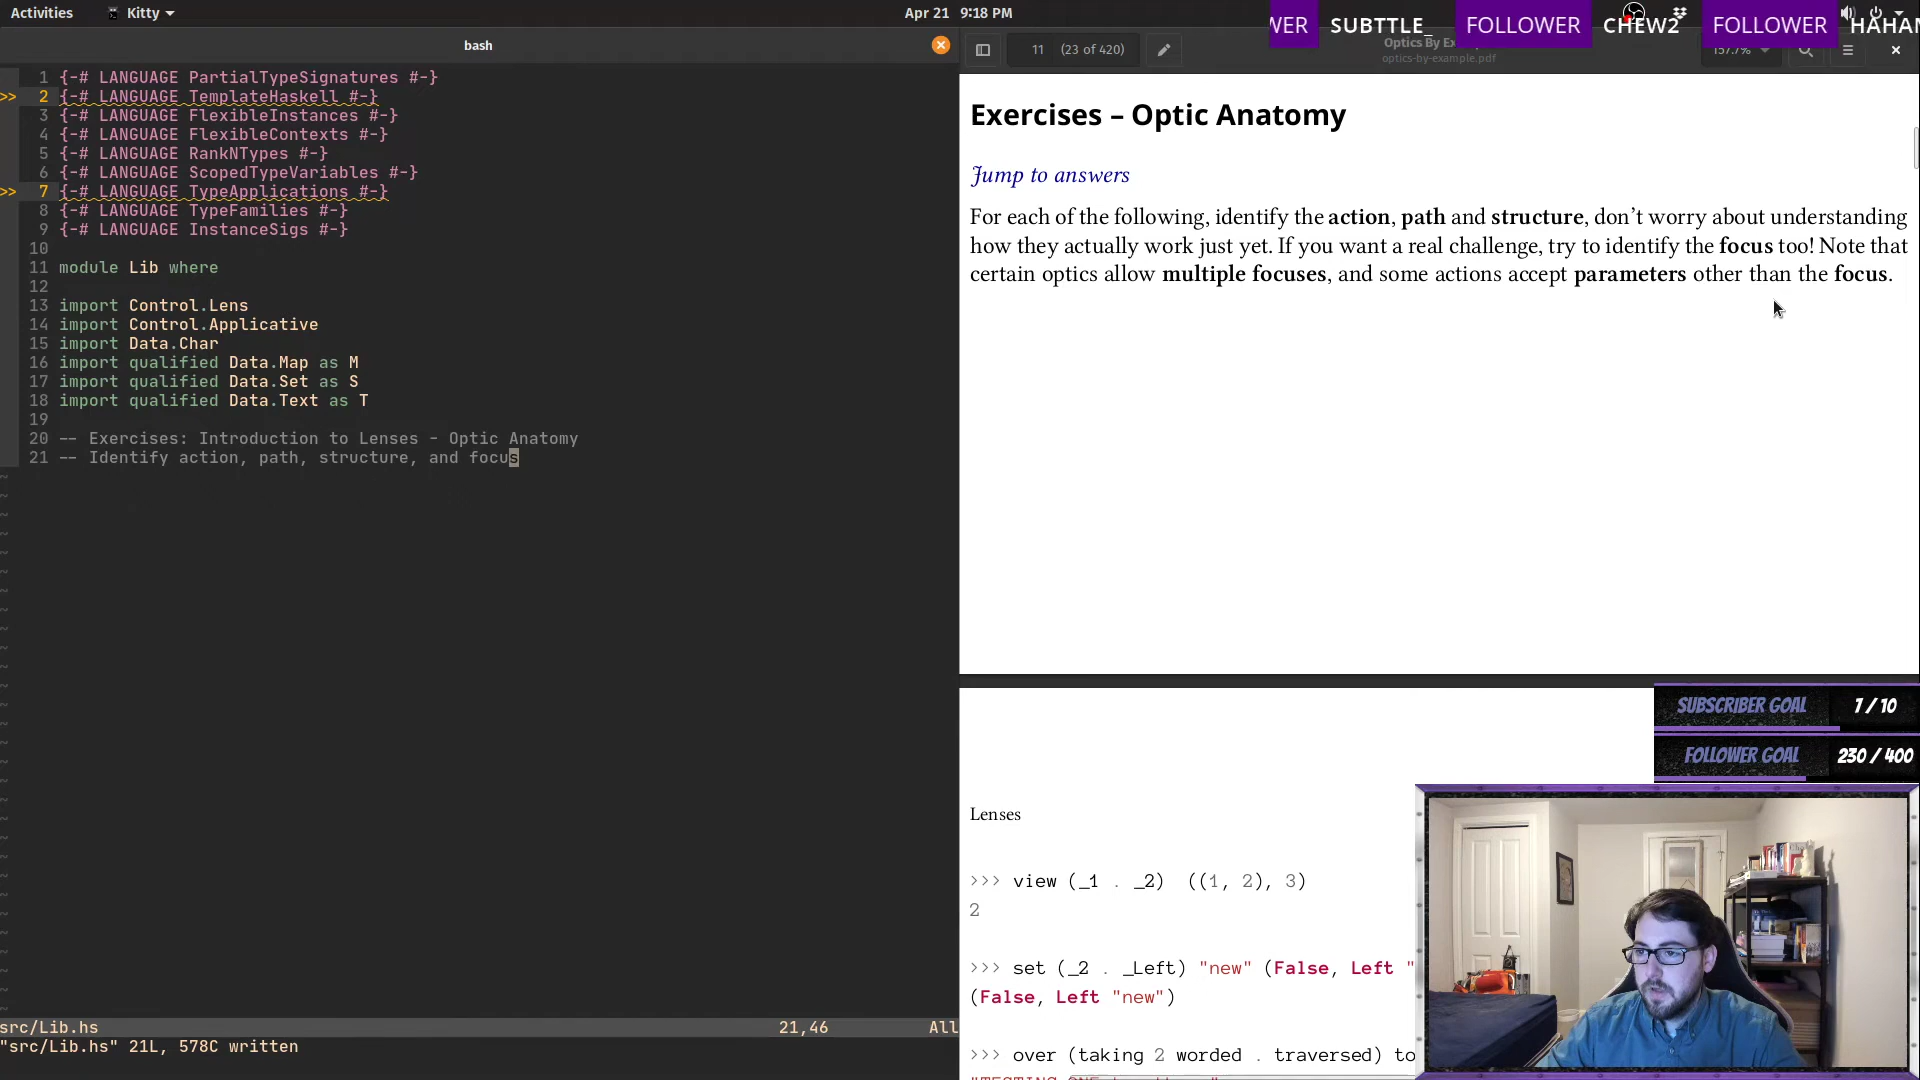 Activities
Kitty
Apr 21 9:18 PM
WER SUBTTLE_ FOLLOWER CHEW2 FOLLOWER HAHAM
bash
1 {-# LANGUAGE PartialTypeSignatures #-}
>> 2 {-# LANGUAGE TemplateHaskell #-}
3 {-# LANGUAGE FlexibleInstances #-}
4 {-# LANGUAGE FlexibleContexts #-}
5 {-# LANGUAGE RankNTypes #-}
6 {-# LANGUAGE ScopedTypeVariables #-}
>> 7 {-# LANGUAGE TypeApplications #-}
8 {-# LANGUAGE TypeFamilies #-}
9 {-# LANGUAGE InstanceSigs #-}
10
11 module Lib where
12
13 import Control.Lens
14 import Control.Applicative
15 import Data.Char
16 import qualified Data.Map as M
17 import qualified Data.Set as S
18 import qualified Data.Text as T
19
20 -- Exercises: Introduction to Lenses - Optic Anatomy
21 -- Identify action, path, structure, and focus
src/Lib.hs 21,46 All
"src/Lib.hs" 21L, 578C written
11 (23 of 420)
Optics By Ex
optics-by-example.pdf
157.7%
Exercises – Optic Anatomy
Jump to answers
For each of the following, identify the action, path and structure, don’t worry about understanding
how they actually work just yet. If you want a real challenge, try to identify the focus too! Note that
certain optics allow multiple focuses, and some actions accept parameters other than the focus.
Lenses
>>> view (_1 . _2) ((1, 2), 3)
2
>>> set (_2 . _Left) "new" (False, Left "
(False, Left "new")
>>> over (taking 2 worded . traversed) to
SUBSCRIBER GOAL 7 / 10
FOLLOWER GOAL 230 / 400